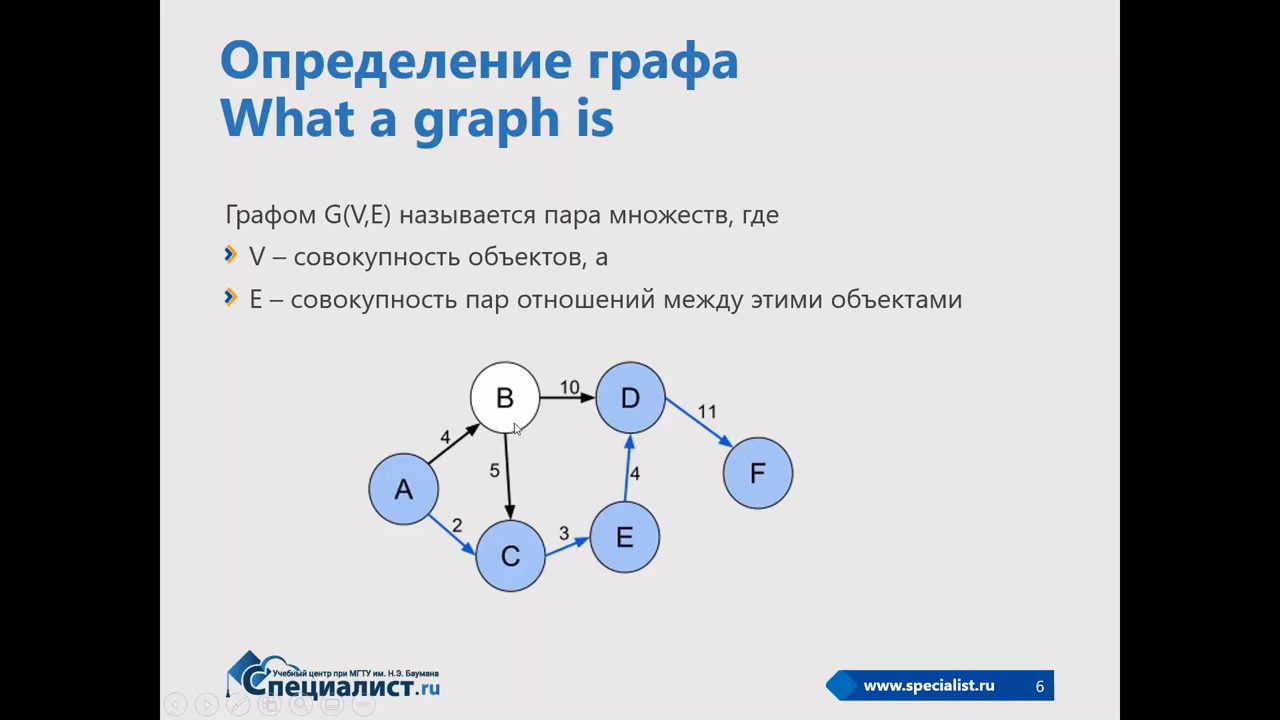 Определение графа
What a graph is
Графом G(V,E) называется пара множеств, где
V – совокупность объектов, а
E – совокупность пар отношений между этими объектами
B
10
D
11
4
5
4
F
A
2
3
E
C
Учебный центр при МГТУ им. Н.Э. Баумана
Специалист.ru
www.specialist.ru
6